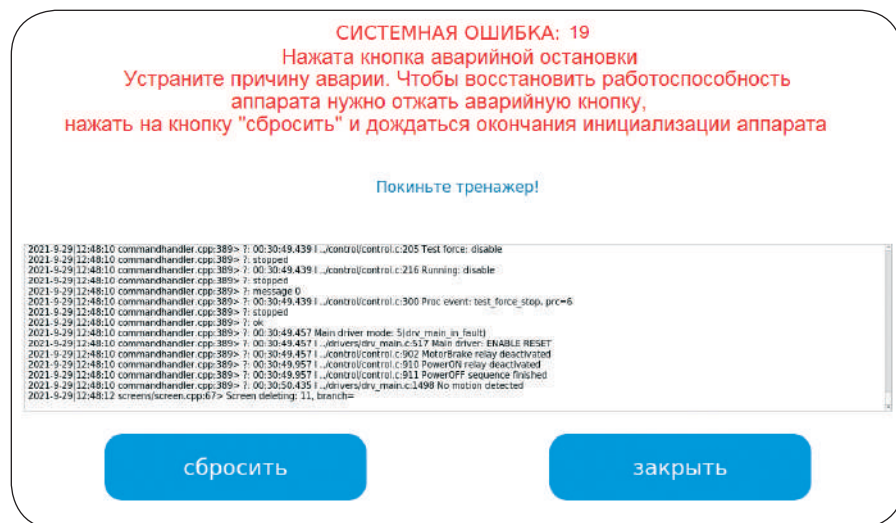 СИСТЕМНАЯ ОШИБКА: 19
Нажата кнопка аварийной остановки
Устраните причину аварии. Чтобы восстановить работоспособность
аппарата нужно отжать аварийную кнопку,
нажать на кнопку "сбросить" и дождаться окончания инициализации аппарата
Покиньте тренажер!
2021-9-29|12:48:10 commandhandler.cpp:389> ?: 00:30:49.439 I ../control/control.c:205 Test force: disable
2021-9-29|12:48:10 commandhandler.cpp:389> ?: stopped
2021-9-29|12:48:10 commandhandler.cpp:389> ?: 00:30:49.439 I ../control/control.c:216 Running: disable
2021-9-29|12:48:10 commandhandler.cpp:389> ?: stopped
2021-9-29|12:48:10 commandhandler.cpp:389> ?: message 0
2021-9-29|12:48:10 commandhandler.cpp:389> ?: 00:30:49.439 I ../control/control.c:300 Proc event: test_force_stop, prc=6
2021-9-29|12:48:10 commandhandler.cpp:389> ?: stopped
2021-9-29|12:48:10 commandhandler.cpp:389> ?: ok
2021-9-29|12:48:10 commandhandler.cpp:389> ?: 00:30:49.457 Main driver mode: 5(drv_main_in_fault)
2021-9-29|12:48:10 commandhandler.cpp:389> ?: 00:30:49.457 I ../drivers/drv_main.c:517 Main driver: ENABLE RESET
2021-9-29|12:48:10 commandhandler.cpp:389> ?: 00:30:49.457 I ../control/control.c:902 MotorBrake relay deactivated
2021-9-29|12:48:10 commandhandler.cpp:389> ?: 00:30:49.957 I ../control/control.c:910 PowerON relay deactivated
2021-9-29|12:48:10 commandhandler.cpp:389> ?: 00:30:49.957 I ../control/control.c:911 PowerOFF sequence finished
2021-9-29|12:48:10 commandhandler.cpp:389> ?: 00:30:50.435 I ../drivers/drv_main.c:1498 No motion detected
2021-9-29|12:48:12 screens/screen.cpp:67> Screen deleting: 11, branch=
сбросить
закрыть